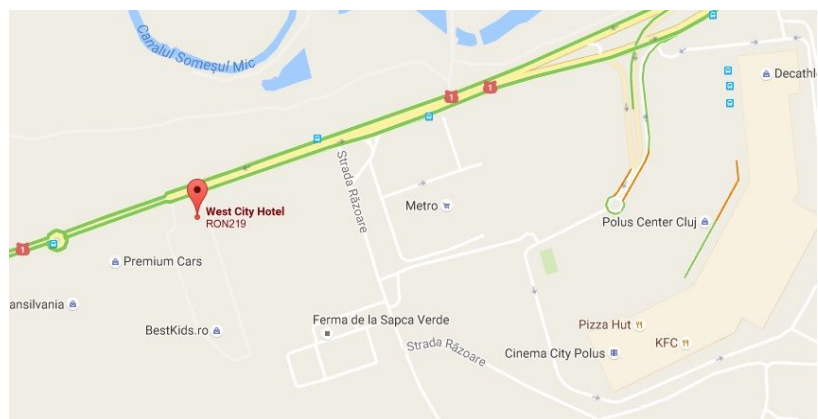 Canalul Someșul Mic
Decathl
1
1
Strada Răzoare
West City Hotel
RON219
Metro
Polus Center Cluj
1
Premium Cars
ansilvania
BestKids.ro
Ferma de la Sapca Verde
Strada Răzoare
Pizza Hut
KFC
Cinema City Polus